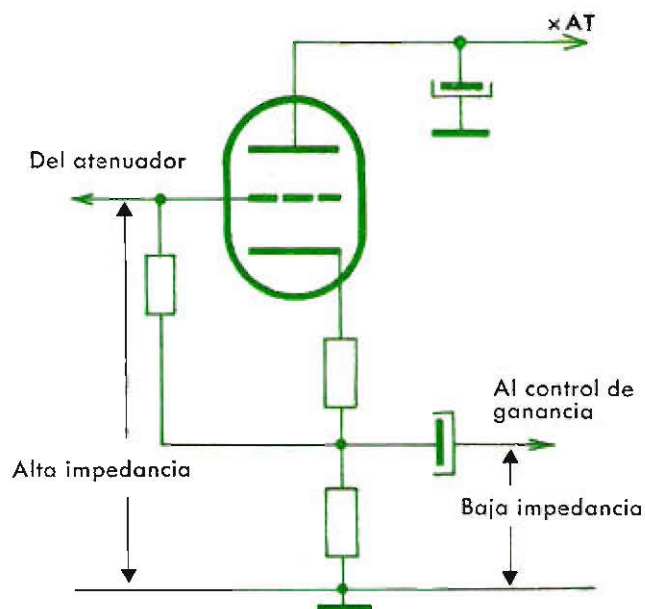 ×AT
Del atenuador
Al control de
ganancia
Alta impedancia
Baja impedancia